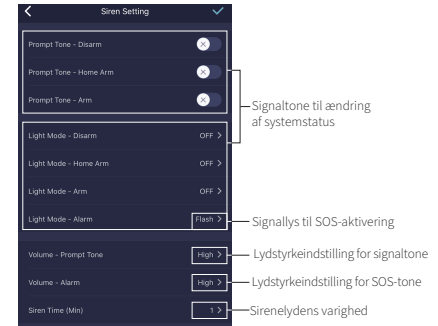 Siren Setting
Prompt Tone - Disarm
Prompt Tone - Home Arm
Prompt Tone - Arm
Signaltone til ændring
af systemstatus
Light Mode - Disarm OFF >
Light Mode - Home Arm OFF >
Light Mode - Arm OFF >
Light Mode - Alarm Flash >
Signallys til SOS-aktivering
Volume - Prompt Tone High >
Lydstyrkeindstilling for signaltone
Volume - Alarm High >
Lydstyrkeindstilling for SOS-tone
Siren Time (Min) 1 >
Sirenelydens varighed